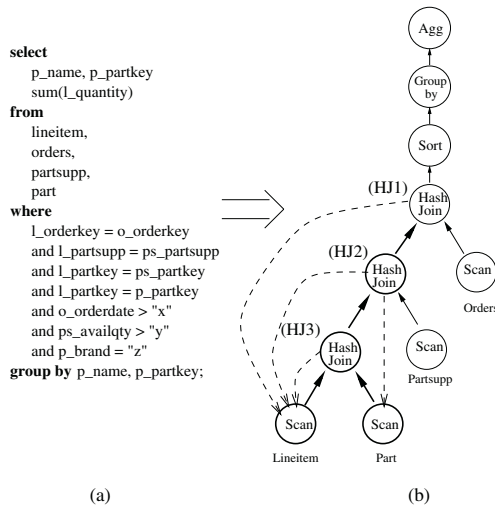 select
p_name, p_partkey
sum(l_quantity)
from
lineitem,
orders,
partsupp,
part
where
l_orderkey = o_orderkey
and l_partsupp = ps_partsupp
and l_partkey = ps_partkey
and l_partkey = p_partkey
and o_orderdate > "x"
and ps_availqty > "y"
and p_brand = "z"
group by p_name, p_partkey;
(a)
Agg
Group
by
Sort
(HJ1)
Hash
Join
(HJ2)
Hash
Join
Scan
Orders
(HJ3)
Hash
Join
Scan
Partsupp
Scan
Lineitem
Scan
Part
(b)